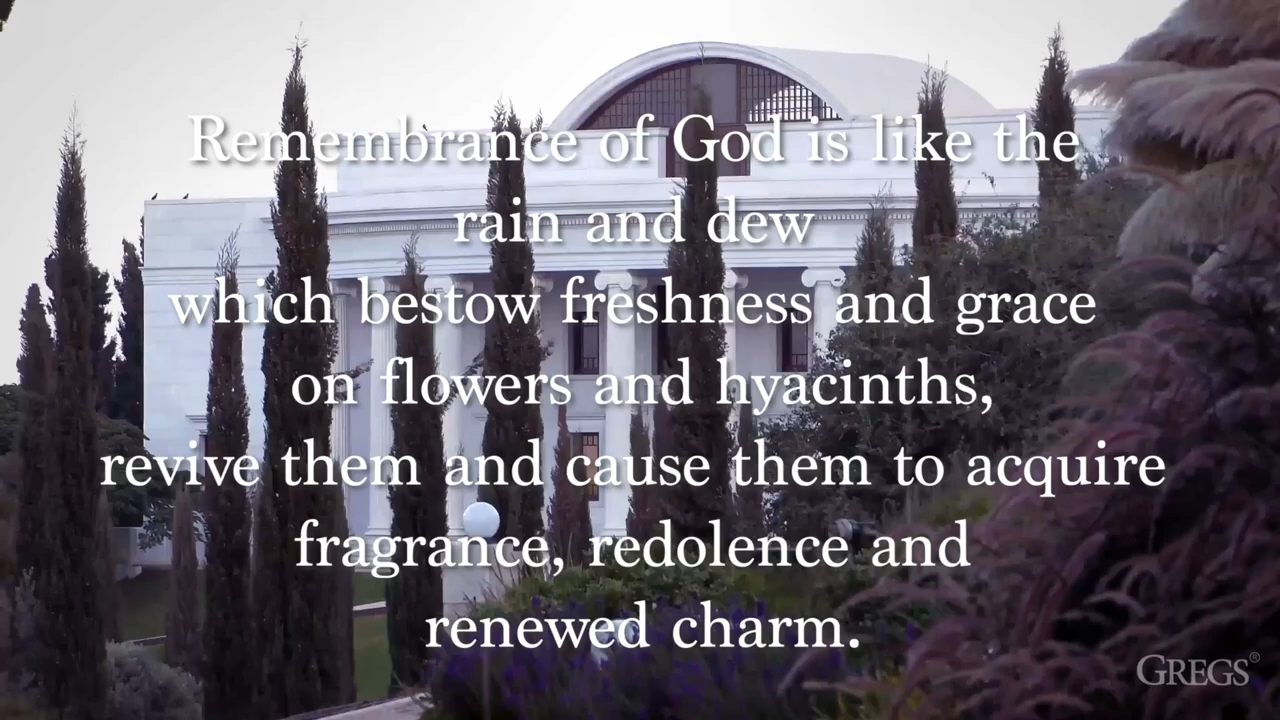 Remembrance of God is like the
rain and dew
which bestow freshness and grace
on flowers and hyacinths,
revive them and cause them to acquire
fragrance, redolence and
renewed charm.
GREGS®